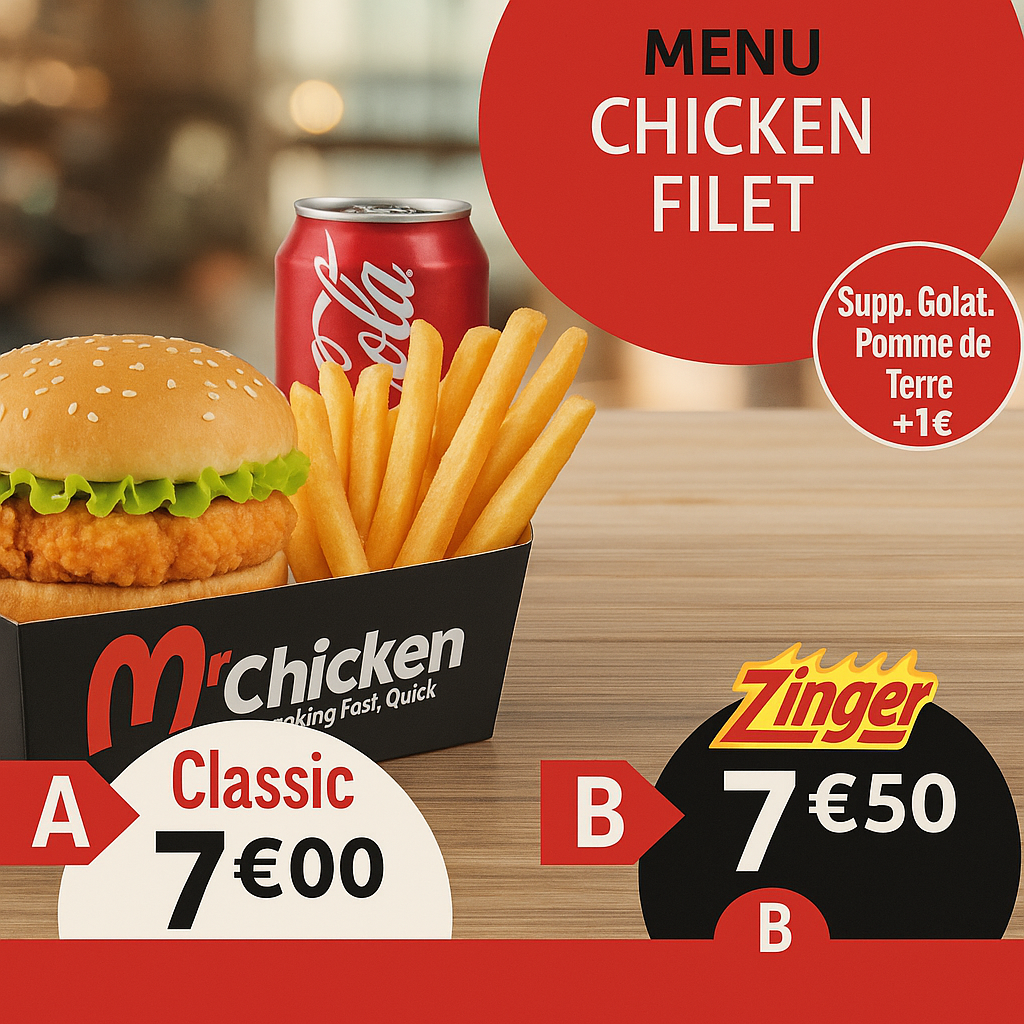 MENU
CHICKEN
FILET
Supp. Golat.
Pomme de
Terre
+1€
Cola
Mr Chicken
king Fast, Quick
A
Classic
7€00
Zinger
B
7€50
B